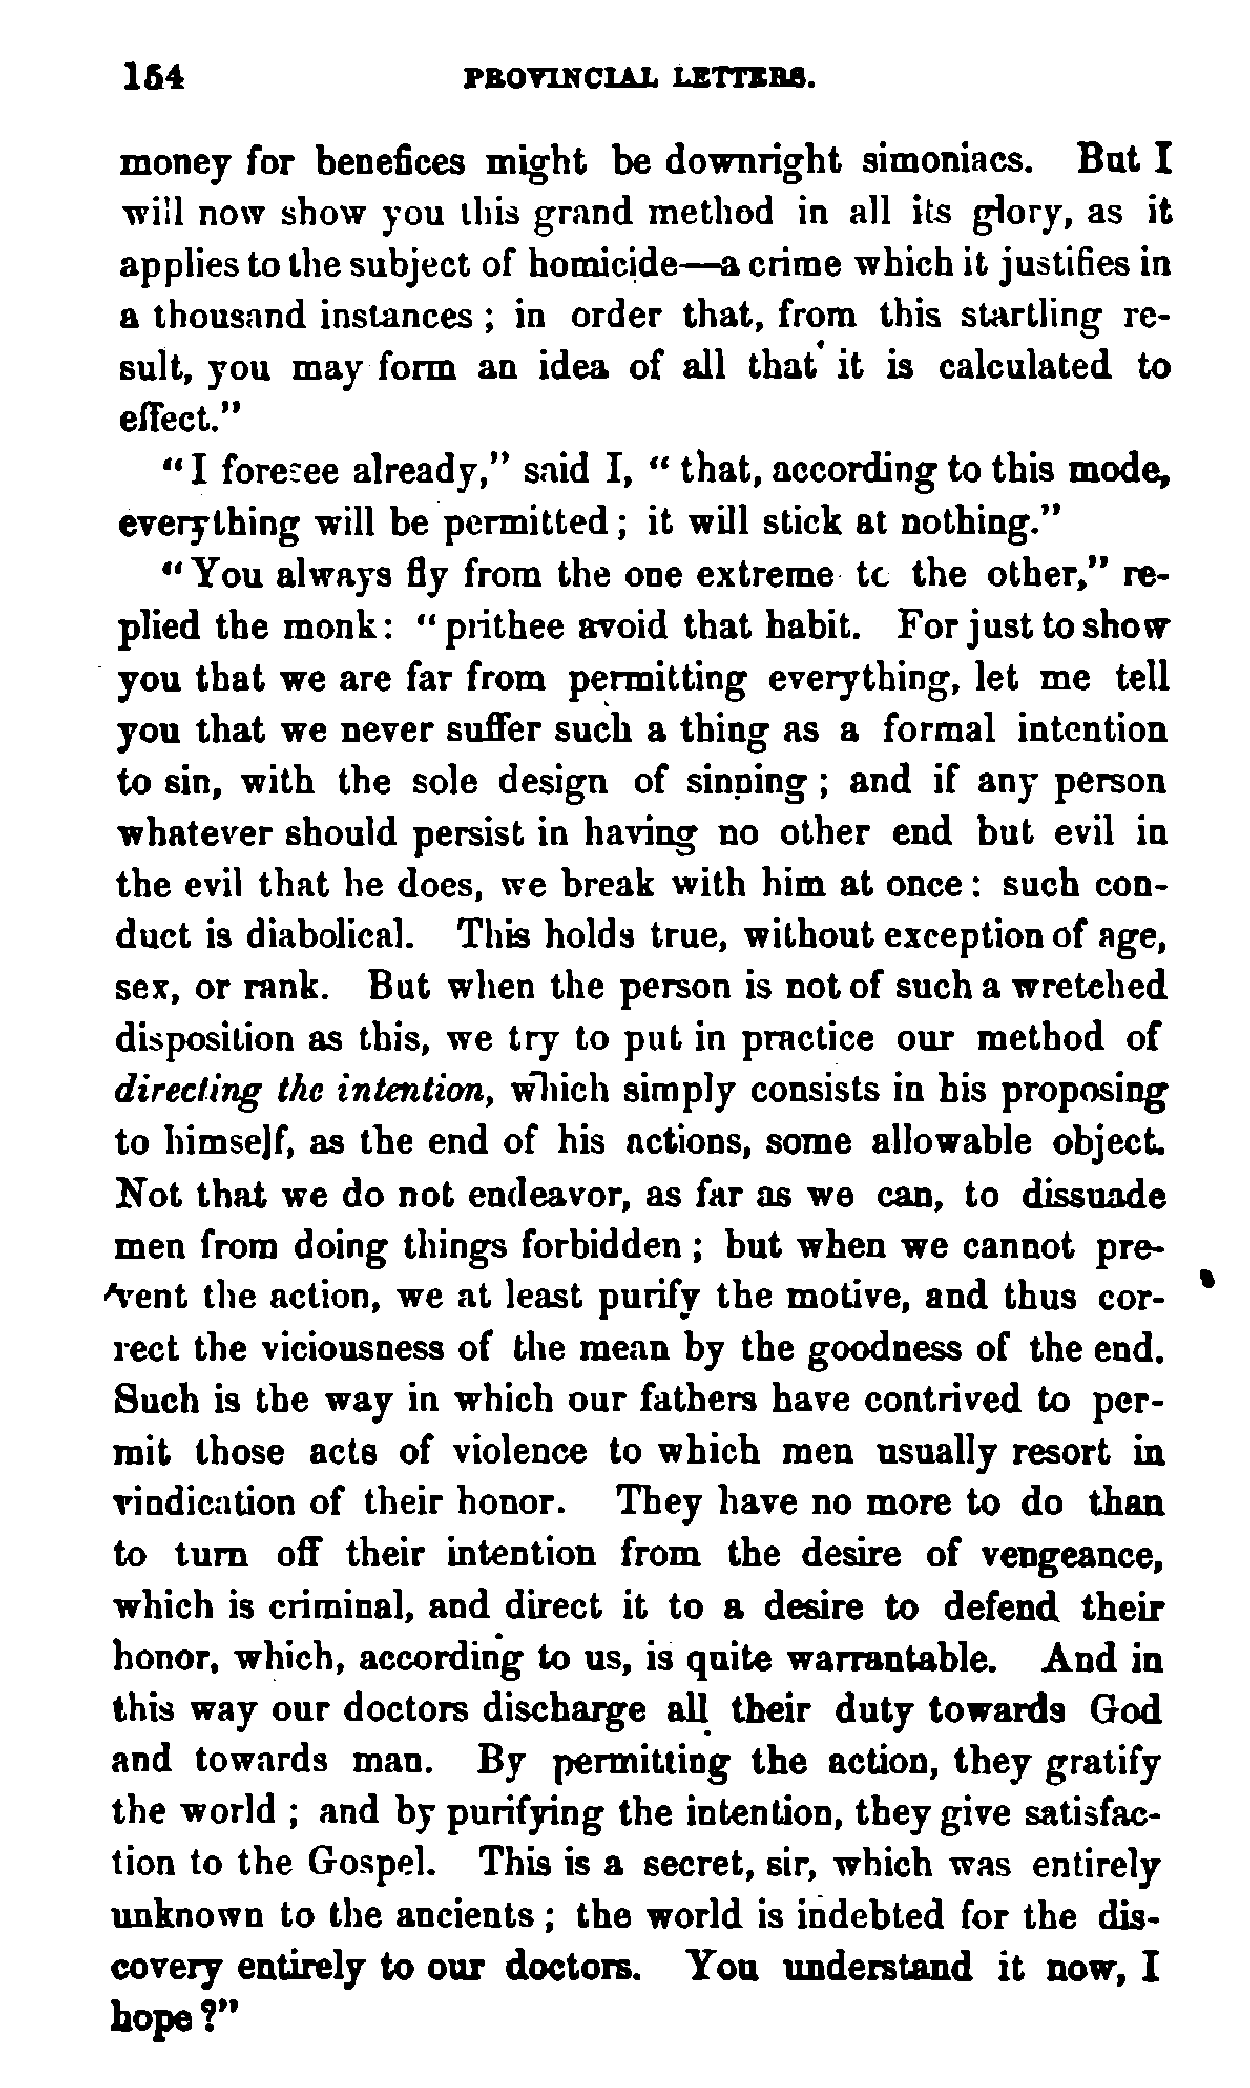 154 PROVINCIAL LETTERS.
money for benefices might be downright simoniacs. But I
will now show you this grand method in all its glory, as it
applies to the subject of homicide—a crime which it justifies in
a thousand instances ; in order that, from this startling re-
sult, you may form an idea of all that it is calculated to
effect."
"I foresee already," said I, "that, according to this mode,
everything will be permitted ; it will stick at nothing."
"You always fly from the one extreme to the other," re-
plied the monk: "prithee avoid that habit. For just to show
you that we are far from permitting everything, let me tell
you that we never suffer such a thing as a formal intention
to sin, with the sole design of sinning ; and if any person
whatever should persist in having no other end but evil in
the evil that he does, we break with him at once : such con-
duct is diabolical. This holds true, without exception of age,
sex, or rank. But when the person is not of such a wretched
disposition as this, we try to put in practice our method of
directing the intention, which simply consists in his proposing
to himself, as the end of his actions, some allowable object.
Not that we do not endeavor, as far as we can, to dissuade
men from doing things forbidden ; but when we cannot pre-
vent the action, we at least purify the motive, and thus cor-
rect the viciousness of the mean by the goodness of the end.
Such is the way in which our fathers have contrived to per-
mit those acts of violence to which men usually resort in
vindication of their honor. They have no more to do than
to turn off their intention from the desire of vengeance,
which is criminal, and direct it to a desire to defend their
honor, which, according to us, is quite warrantable. And in
this way our doctors discharge all their duty towards God
and towards man. By permitting the action, they gratify
the world ; and by purifying the intention, they give satisfac-
tion to the Gospel. This is a secret, sir, which was entirely
unknown to the ancients ; the world is indebted for the dis-
covery entirely to our doctors. You understand it now, I
hope ?"